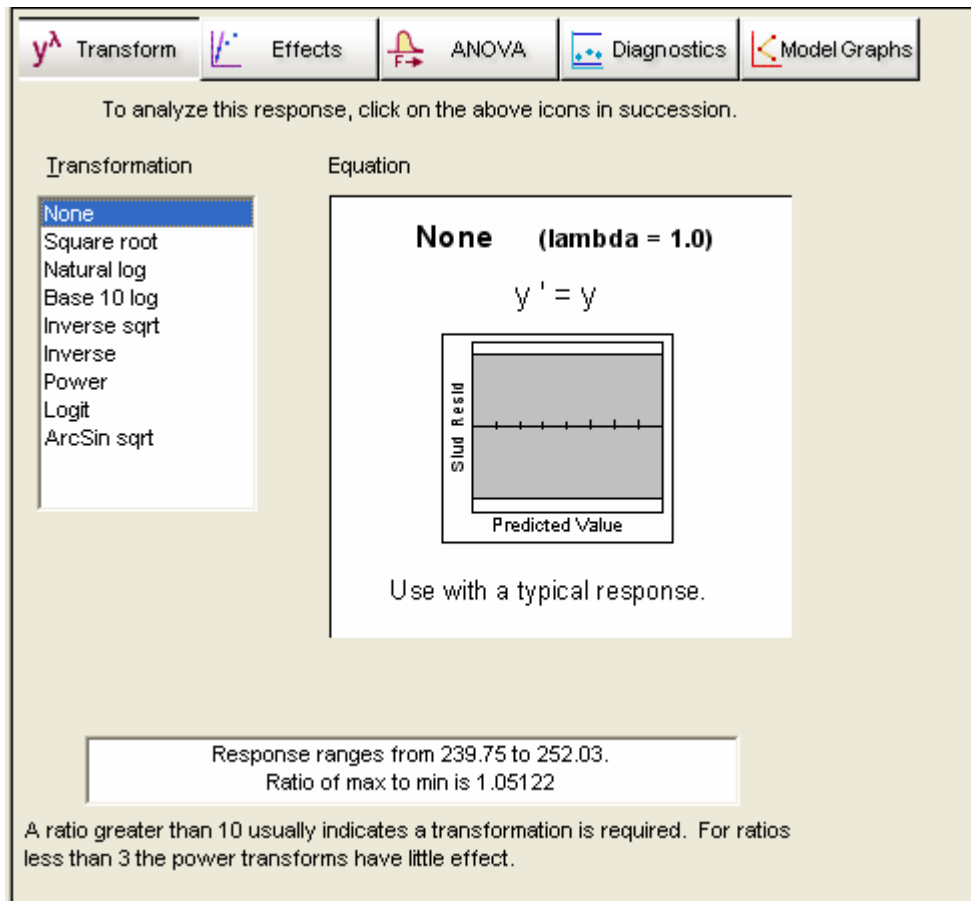 yλ Transform Effects F ANOVA Diagnostics Model Graphs
To analyze this response, click on the above icons in succession.
Transformation Equation
None
Square root
Natural log
Base 10 log
Inverse sqrt
Inverse
Power
Logit
ArcSin sqrt
None (lambda = 1.0)
y ' = y
Stud Resid
Predicted Value
Use with a typical response.
Response ranges from 239.75 to 252.03.
Ratio of max to min is 1.05122
A ratio greater than 10 usually indicates a transformation is required. For ratios
less than 3 the power transforms have little effect.